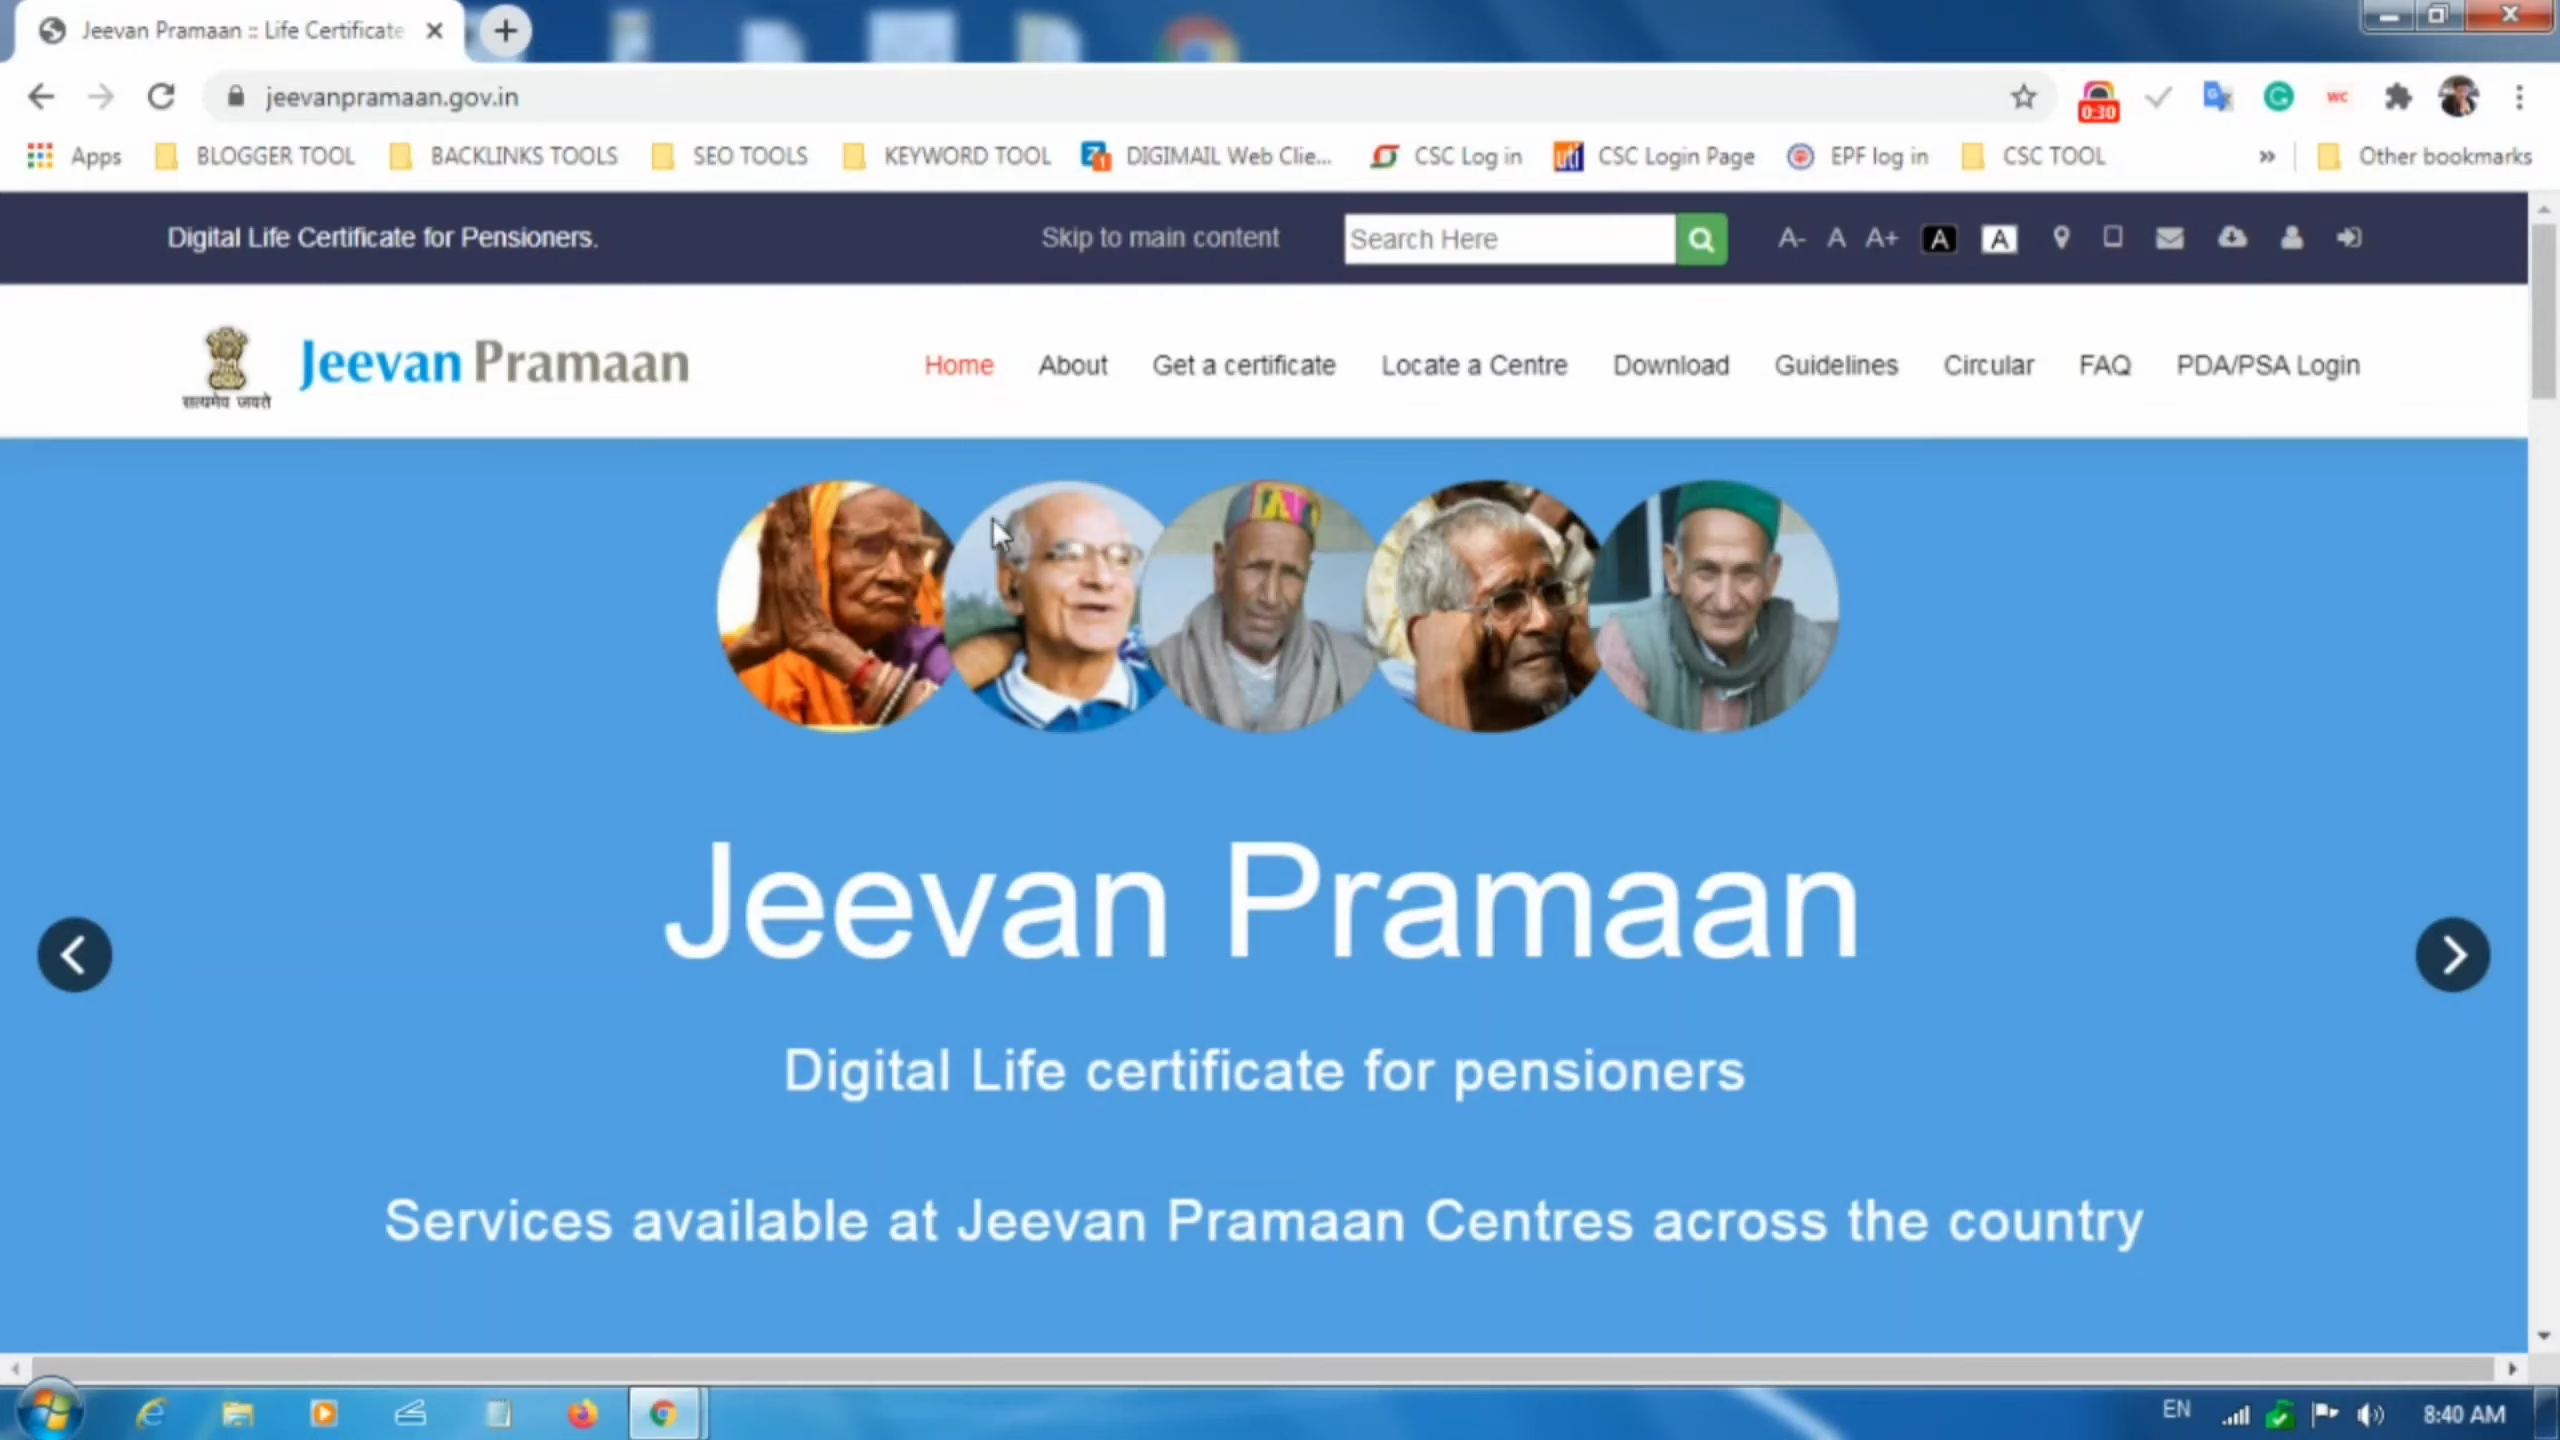 Jeevan Pramaan :: Life Certificate
jeevanpramaan.gov.in
0:30
WC
Apps BLOGGER TOOL BACKLINKS TOOLS SEO TOOLS KEYWORD TOOL DIGIMAIL Web Clie... CSC Log in uti CSC Login Page EPF log in CSC TOOL » Other bookmarks
Digital Life Certificate for Pensioners. Skip to main content Search Here A- A A+ A A
सत्यमेव जयते
Jeevan Pramaan Home About Get a certificate Locate a Centre Download Guidelines Circular FAQ PDA/PSA Login
Jeevan Pramaan
Digital Life certificate for pensioners
Services available at Jeevan Pramaan Centres across the country
EN 8:40 AM